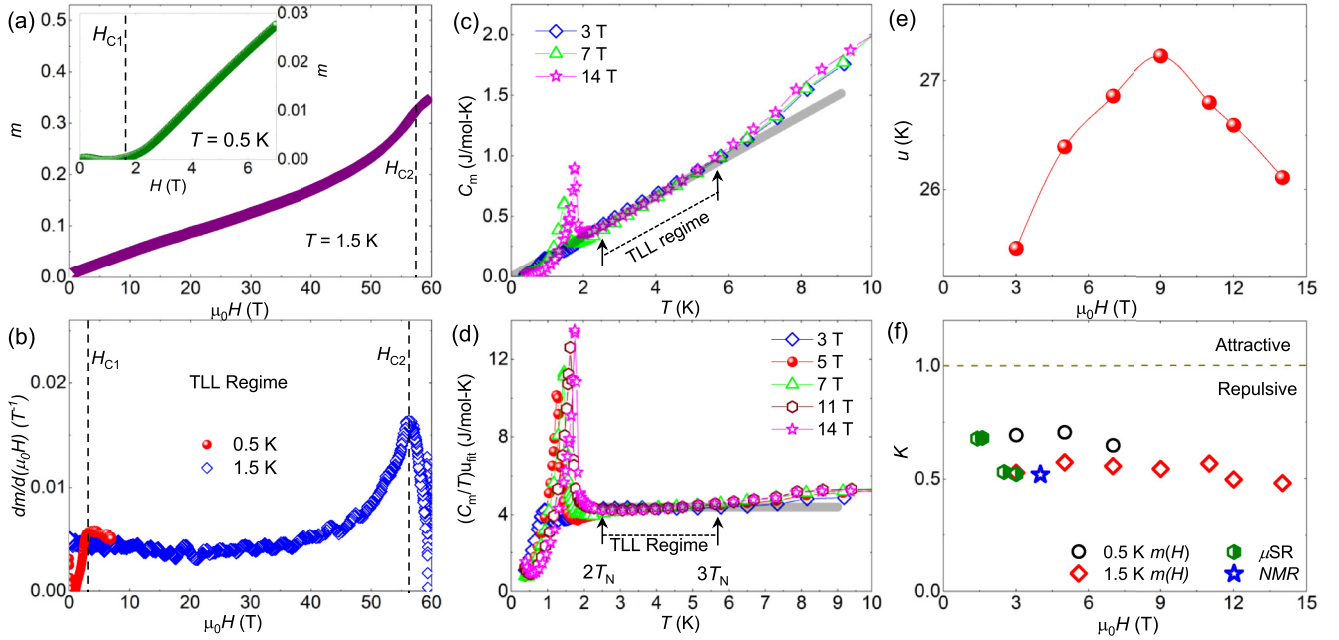 (a)
0.5
0.4
0.3
0.2
0.1
0.0
m
H_C1
T = 0.5 K
0.03
0.02
0.01
0.00
m
0 2 4 6
H (T)
H_C2
T = 1.5 K
0 10 20 30 40 50 60
μ₀H (T)
(b)
0.02
0.01
0.00
dm/d(μ₀H) (T⁻¹)
H_C1
H_C2
TLL Regime
0.5 K
1.5 K
0 10 20 30 40 50 60
μ₀H (T)
(c)
2.0
1.5
1.0
0.5
0.0
C_m (J/mol-K)
3 T
7 T
14 T
TLL regime
0 1 2 3 4 5 6 7 8 9 10
T (K)
(d)
12
8
4
0
(C_m/T)μ_fit (J/mol-K)
3 T
5 T
7 T
11 T
14 T
TLL Regime
2T_N
3T_N
0 1 2 3 4 5 6 7 8 9 10
T (K)
(e)
27
26
u (K)
0 3 6 9 12 15
μ₀H (T)
(f)
Attractive
Repulsive
1.0
0.5
0.0
K
0.5 K m(H)
μSR
1.5 K m(H)
NMR
0 3 6 9 12 15
μ₀H (T)